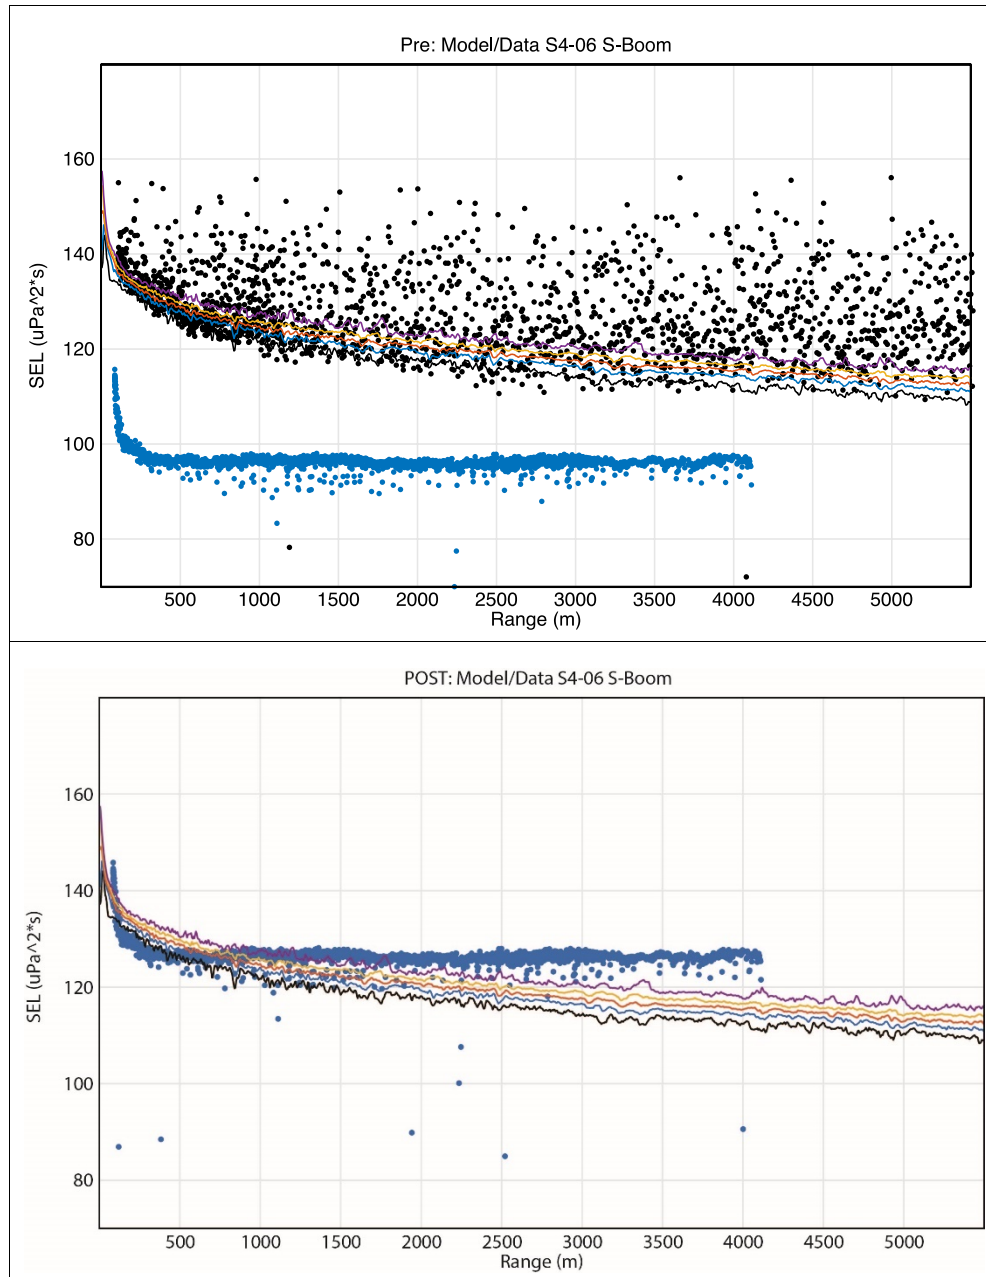 Pre: Model/Data S4-06 S-Boom
SEL (uPa^2*s)
160
140
120
100
80
500 1000 1500 2000 2500 3000 3500 4000 4500 5000
Range (m)
POST: Model/Data S4-06 S-Boom
SEL (uPa^2*s)
160
140
120
100
80
500 1000 1500 2000 2500 3000 3500 4000 4500 5000
Range (m)